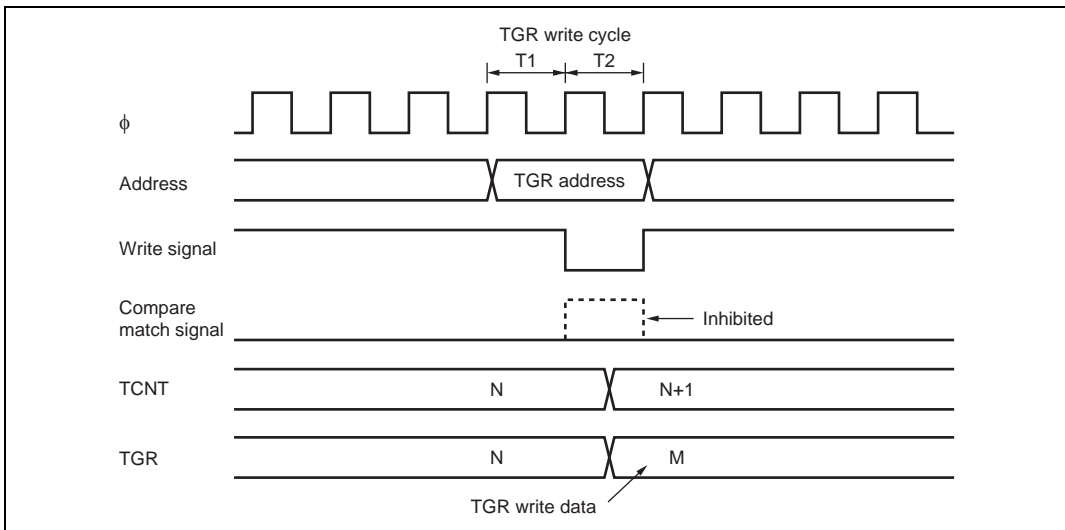 TGR write cycle
T1 T2
ϕ
Address TGR address
Write signal
Compare
match signal
Inhibited
TCNT N N+1
TGR N M
TGR write data